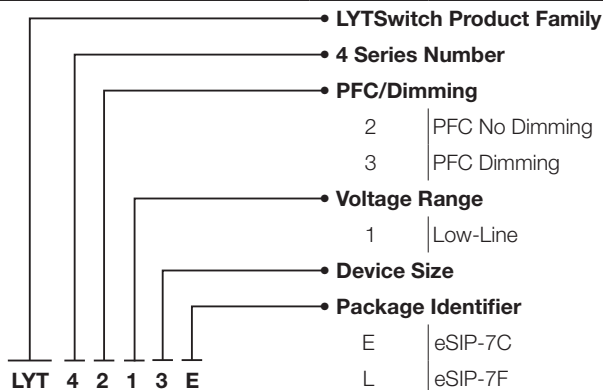 LYTSwitch Product Family
4 Series Number
PFC/Dimming
2 PFC No Dimming
3 PFC Dimming
Voltage Range
1 Low-Line
Device Size
Package Identifier
E eSIP-7C
L eSIP-7F
LYT 4 2 1 3 E